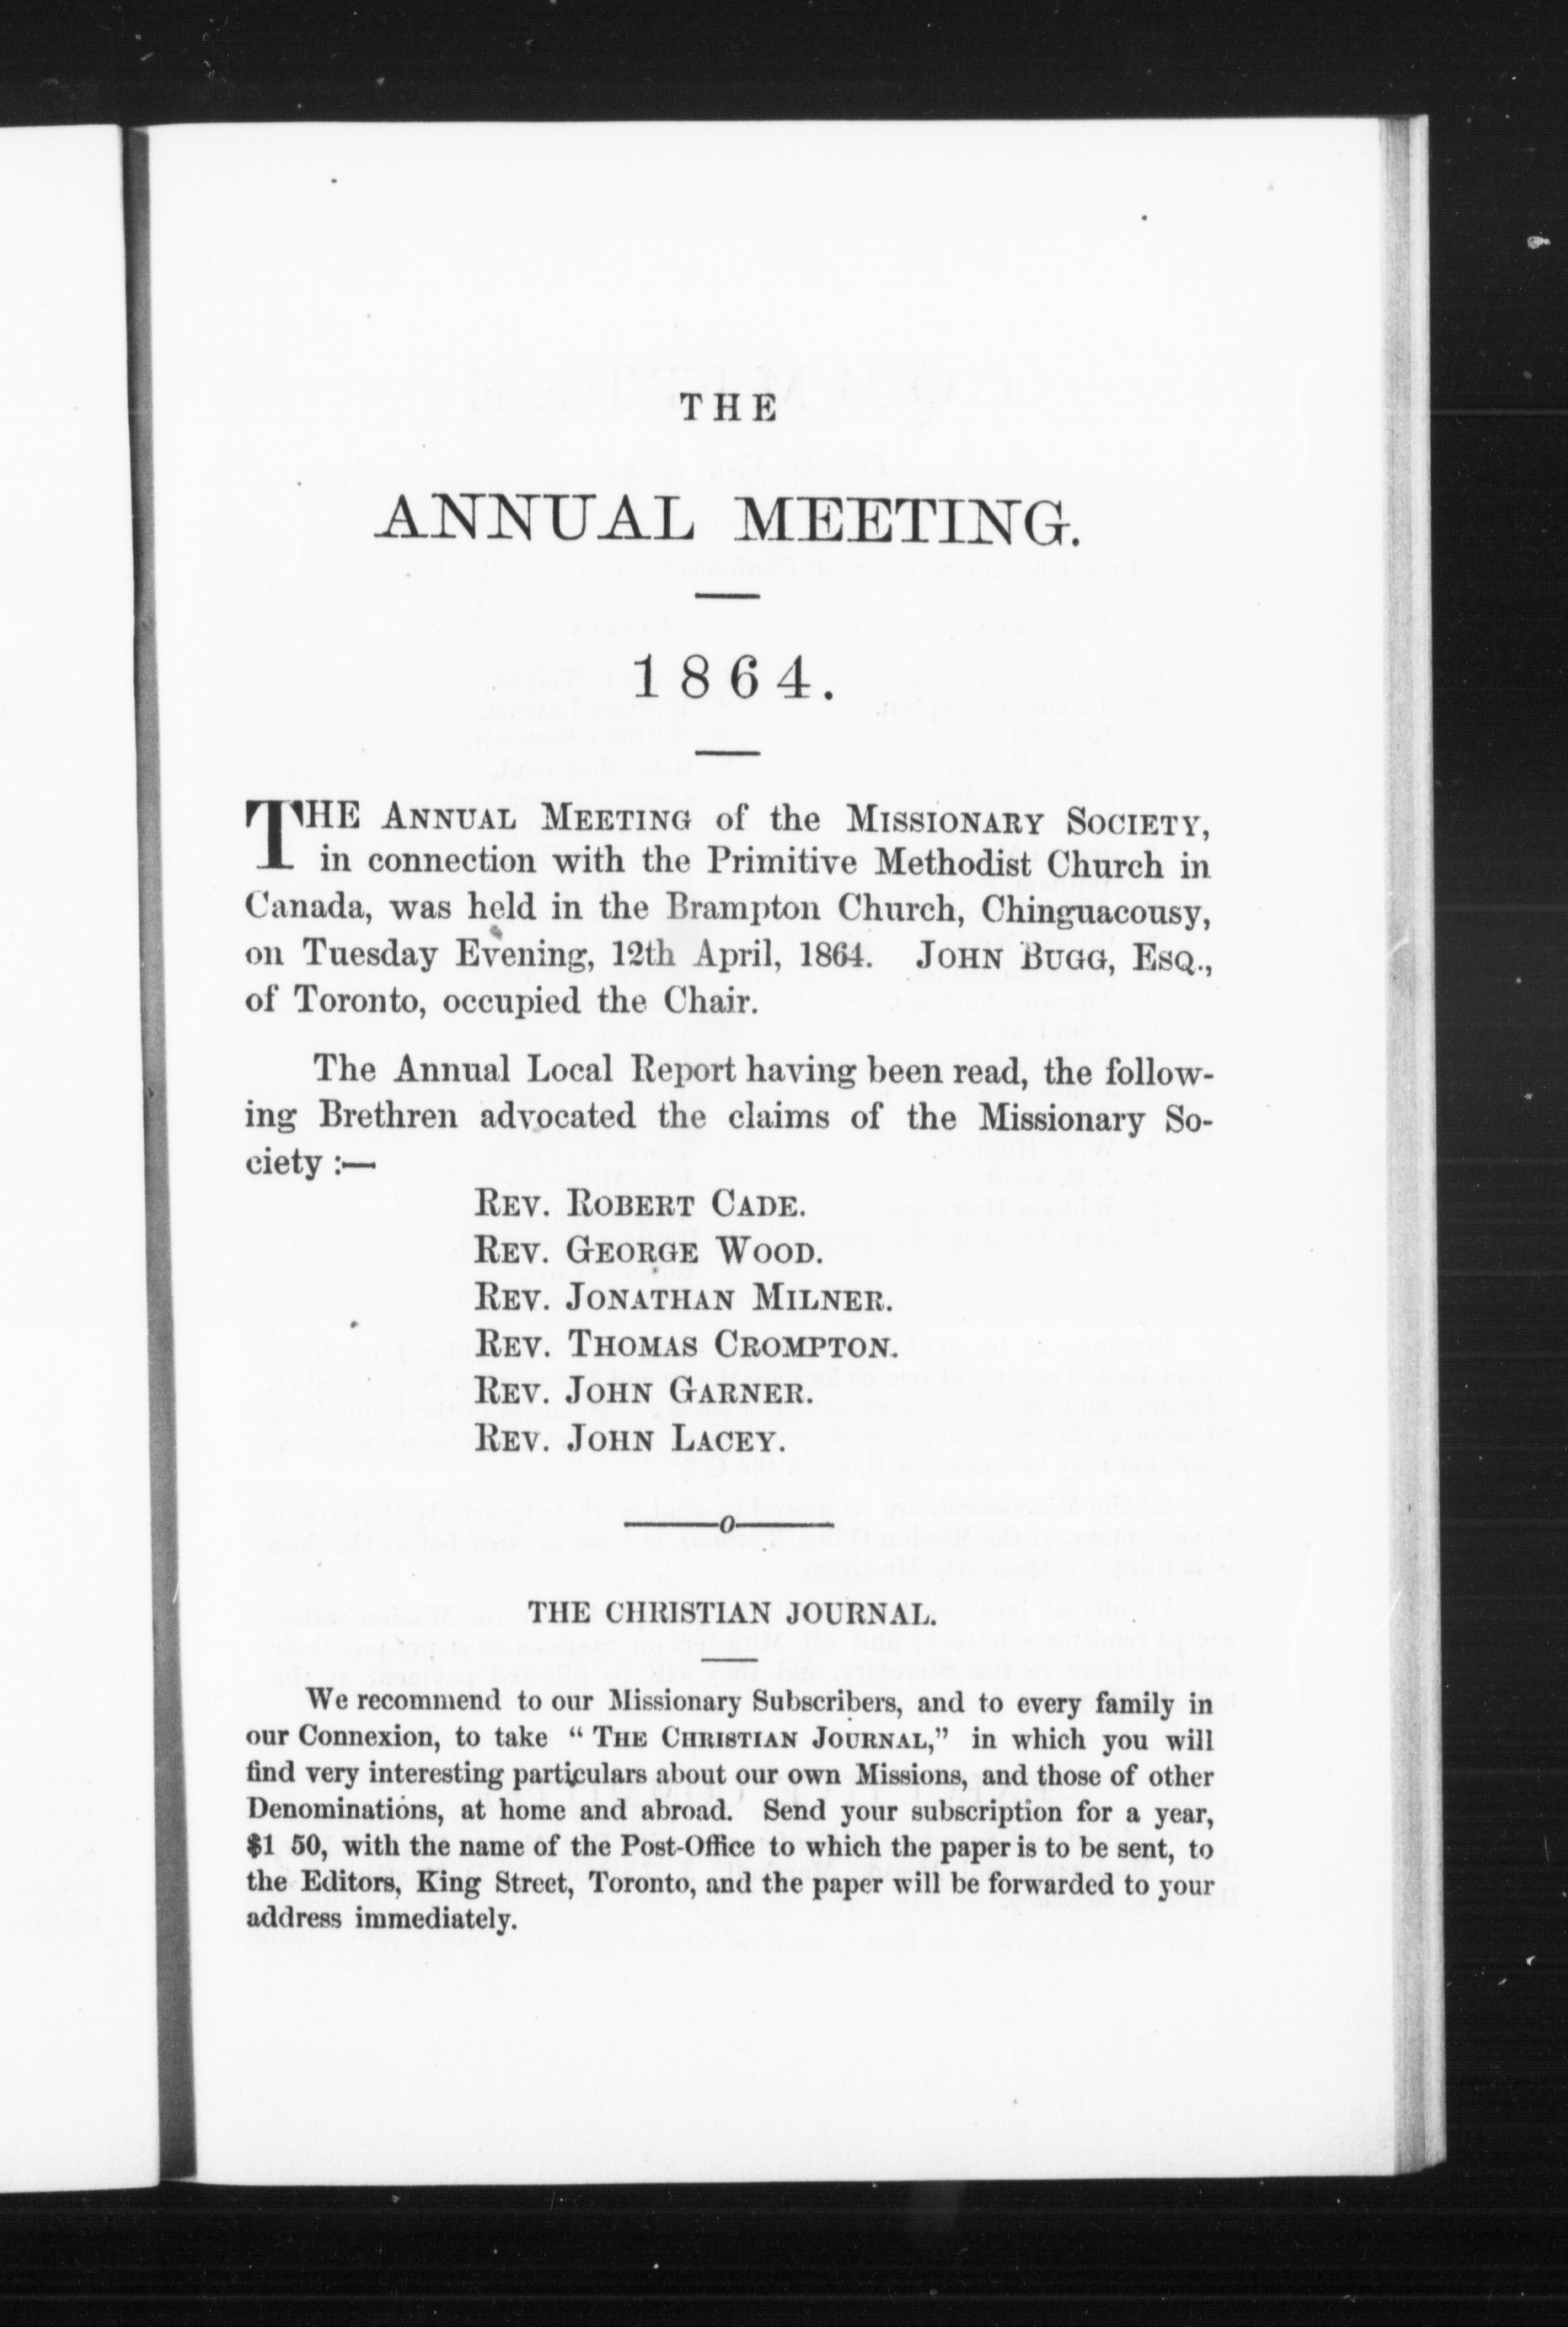 THE
ANNUAL MEETING.
1864.
THE ANNUAL MEETING of the MISSIONARY SOCIETY,
in connection with the Primitive Methodist Church in
Canada, was held in the Brampton Church, Chinguacousy,
on Tuesday Evening, 12th April, 1864. JOHN BUGG, ESQ.,
of Toronto, occupied the Chair.
The Annual Local Report having been read, the follow-
ing Brethren advocated the claims of the Missionary So-
ciety :—
REV. ROBERT CADE.
REV. GEORGE WOOD.
REV. JONATHAN MILNER.
REV. THOMAS CROMPTON.
REV. JOHN GARNER.
REV. JOHN LACEY.
———o———
THE CHRISTIAN JOURNAL.
We recommend to our Missionary Subscribers, and to every family in
our Connexion, to take “ THE CHRISTIAN JOURNAL,” in which you will
find very interesting particulars about our own Missions, and those of other
Denominations, at home and abroad. Send your subscription for a year,
$1 50, with the name of the Post-Office to which the paper is to be sent, to
the Editors, King Street, Toronto, and the paper will be forwarded to your
address immediately.